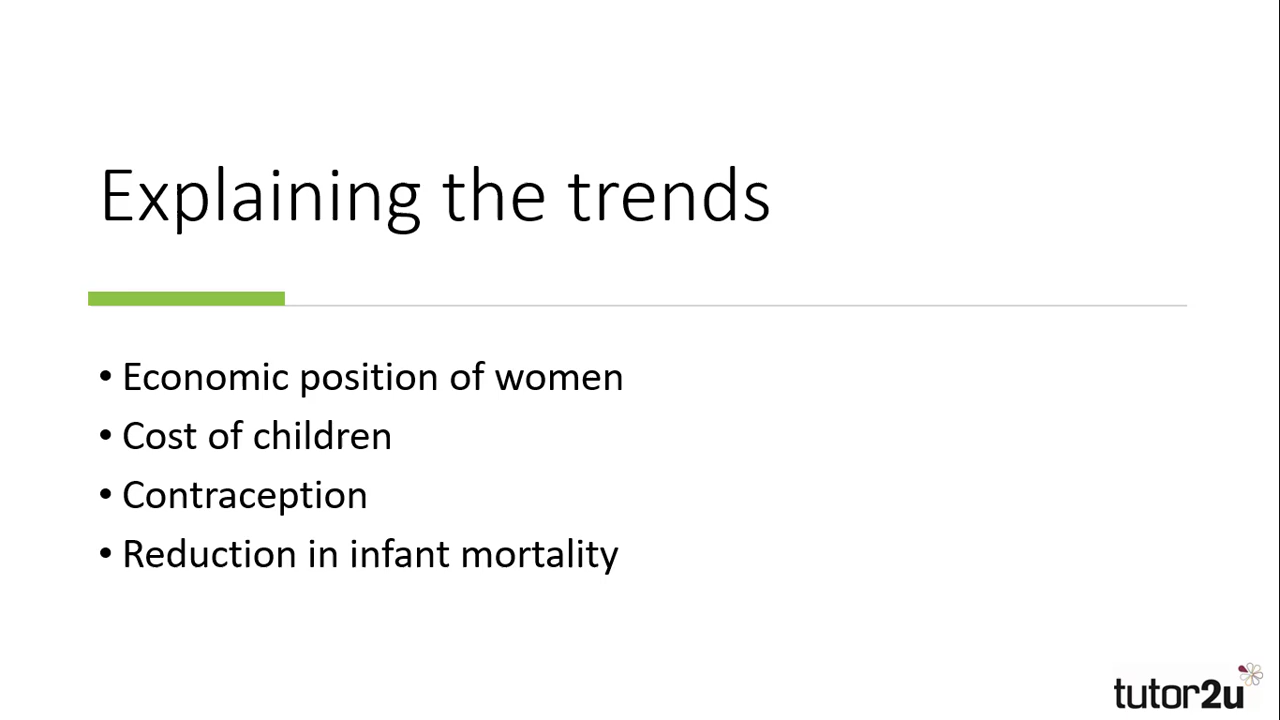 Explaining the trends
• Economic position of women
• Cost of children
• Contraception
• Reduction in infant mortality
tutor2u